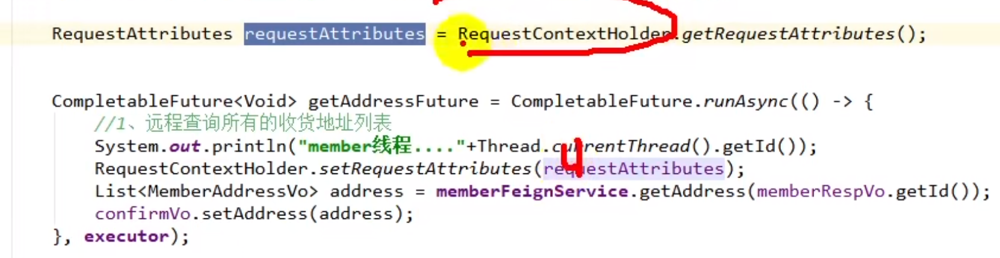 RequestAttributes requestAttributes = RequestContextHolder.getRequestAttributes();
CompletableFuture<Void> getAddressFuture = CompletableFuture.runAsync(() -> {
//1、远程查询所有的收货地址列表
System.out.println("member线程...."+Thread.currentThread().getId());
RequestContextHolder.setRequestAttributes(requestAttributes);
List<MemberAddressVo> address = memberFeignService.getAddress(memberRespVo.getId());
confirmVo.setAddress(address);
}, executor);